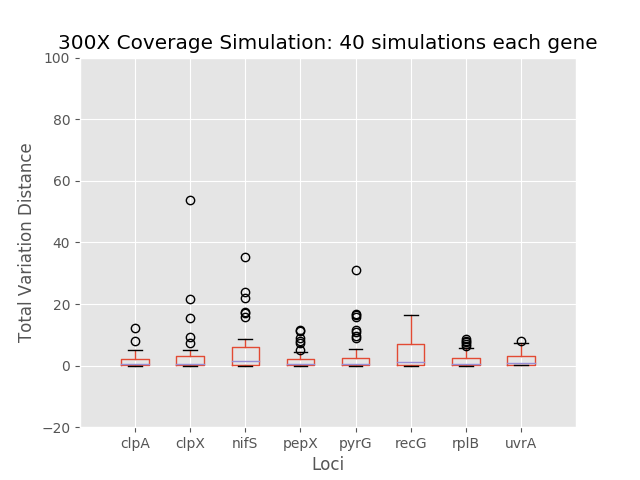 300X Coverage Simulation: 40 simulations each gene
100
80
60
40
20
0
−20
Total Variation Distance
clpA clpX nifS pepX pyrG recG rplB uvrA
Loci